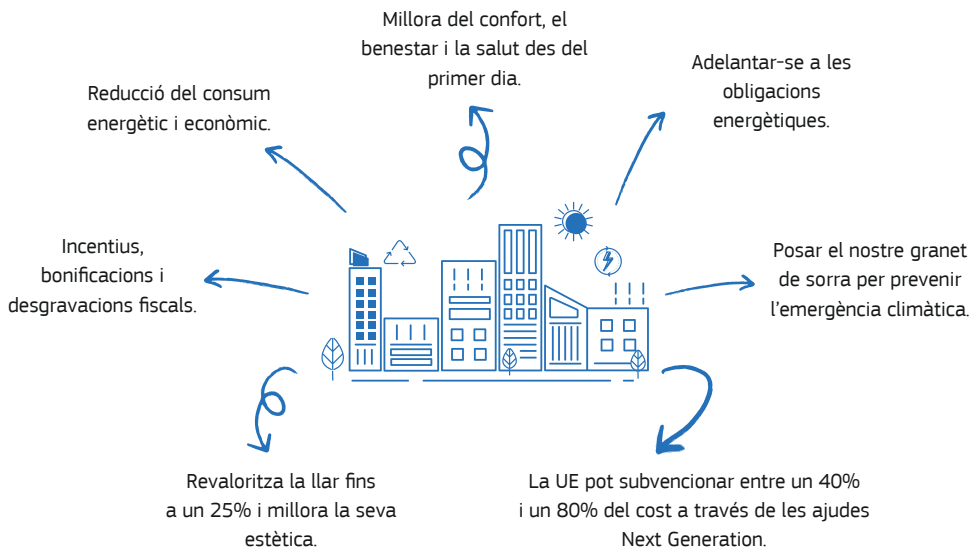 Millora del confort, el
benestar i la salut des del
primer dia.
Adelantar-se a les
obligacions
energètiques.
Reducció del consum
energètic i econòmic.
Incentius,
bonificacions i
desgravacions fiscals.
Posar el nostre granet
de sorra per prevenir
l'emergència climàtica.
Revaloritza la llar fins
a un 25% i millora la seva
estètica.
La UE pot subvencionar entre un 40%
i un 80% del cost a través de les ajudes
Next Generation.